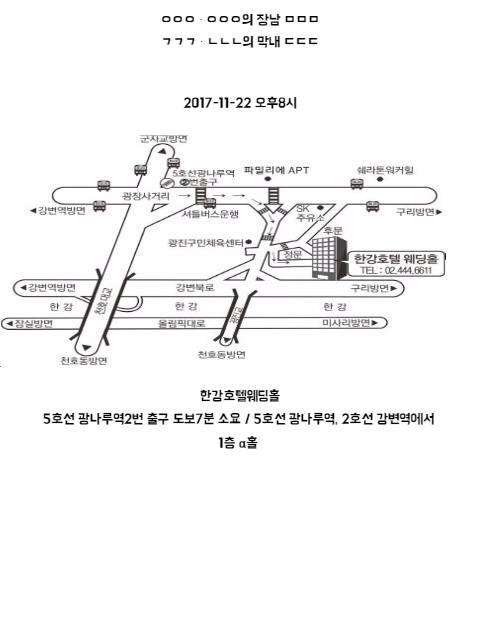 ㅇㅇㅇ · ㅇㅇㅇ의 장남 ㅁㅁㅁ
ㄱㄱㄱ · ㄴㄴㄴ의 막내 ㄷㄷㄷ
2017-11-22 오후8시
군자교방면
5호선광나루역
②번출구
파밀리에 APT
쉐라톤워커힐
광장사거리
◀강변역방면
셔틀버스운행
SK
주유소
구리방면▶
후문
광진구민체육센터
정문
한강호텔 웨딩홀
TEL : 02.444.6611
◀강변역방면
강변북로
구리방면▶
천호대교
한 강
한 강
한 강
◀잠실방면
올림픽대로
미사리방면▶
천호동방면
천호동방면
한강호텔웨딩홀
5호선 광나루역2번 출구 도보7분 소요 / 5호선 광나루역, 2호선 강변역에서
1층 α홀